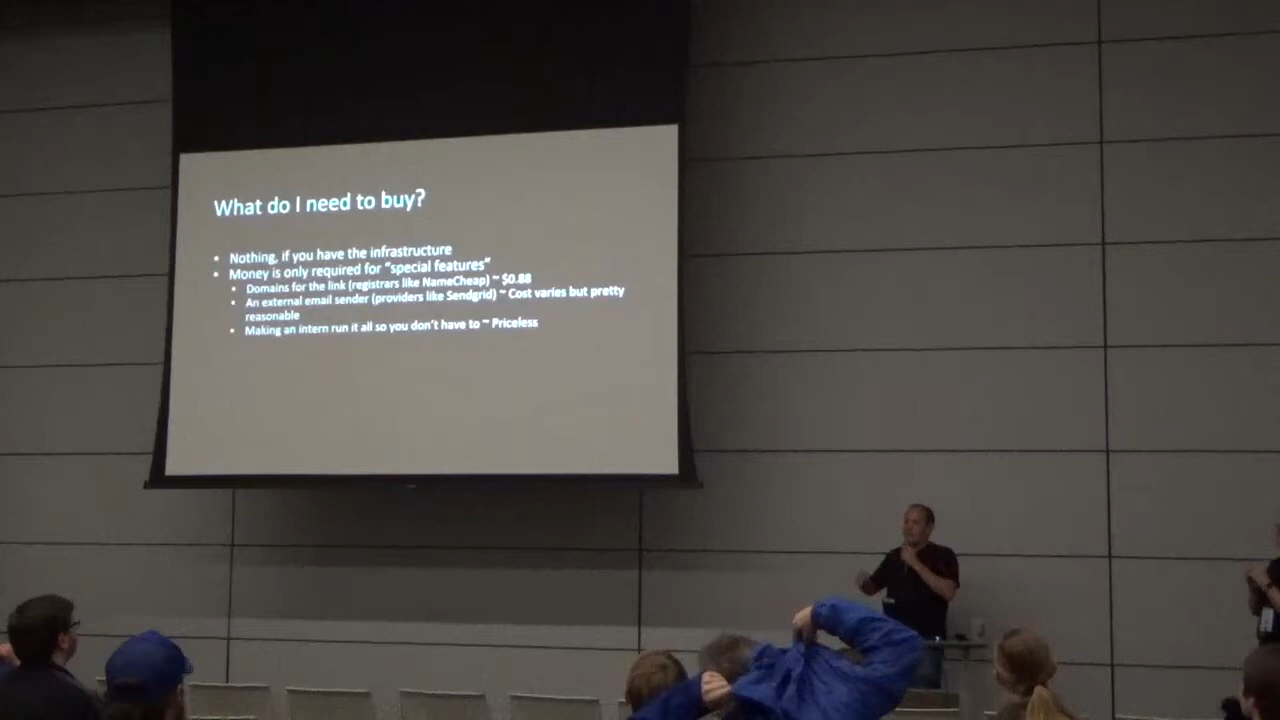 What do I need to buy?
• Nothing, if you have the infrastructure
• Money is only required for "special features"
• Domains for the link (registrars like NameCheap) ~ $0.88
• An external email sender (providers like Sendgrid) ~ Cost varies but pretty
reasonable
• Making an intern run it all so you don't have to ~ Priceless